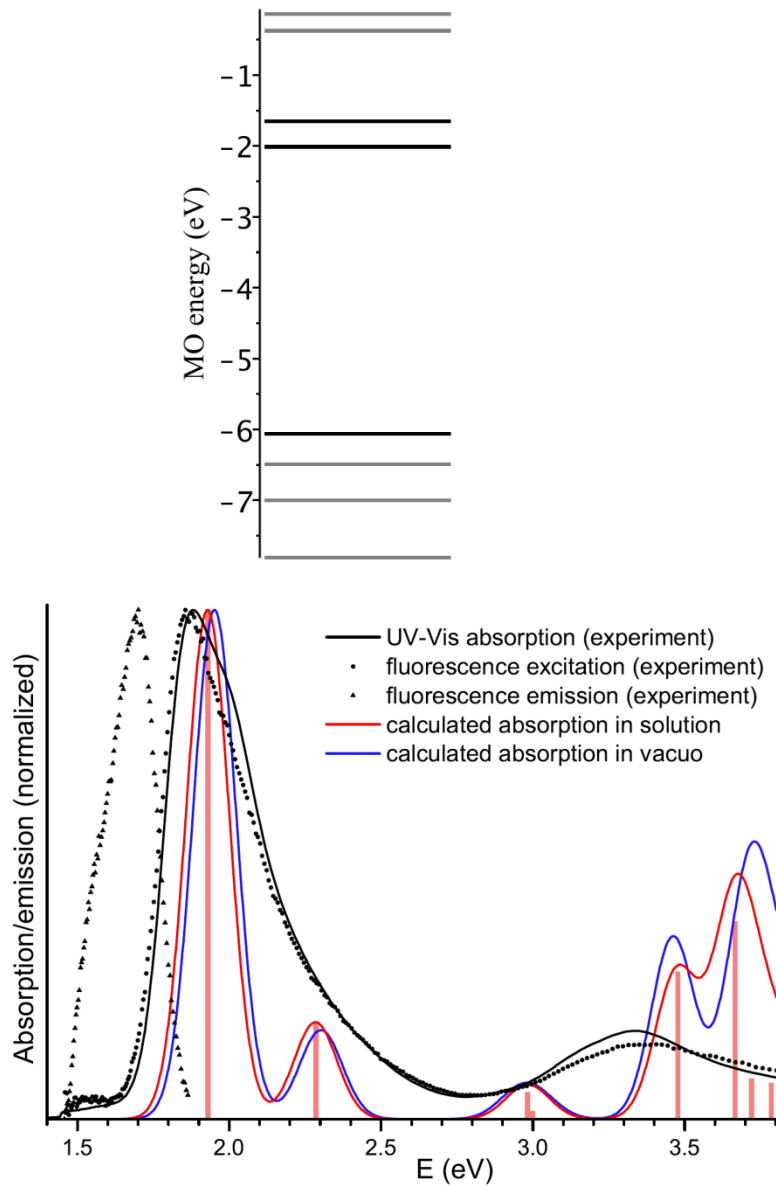 MO energy (eV)
-1
-2
-3
-4
-5
-6
-7
UV-Vis absorption (experiment)
fluorescence excitation (experiment)
fluorescence emission (experiment)
calculated absorption in solution
calculated absorption in vacuo
Absorption/emission (normalized)
1.5 2.0 2.5 3.0 3.5
E (eV)